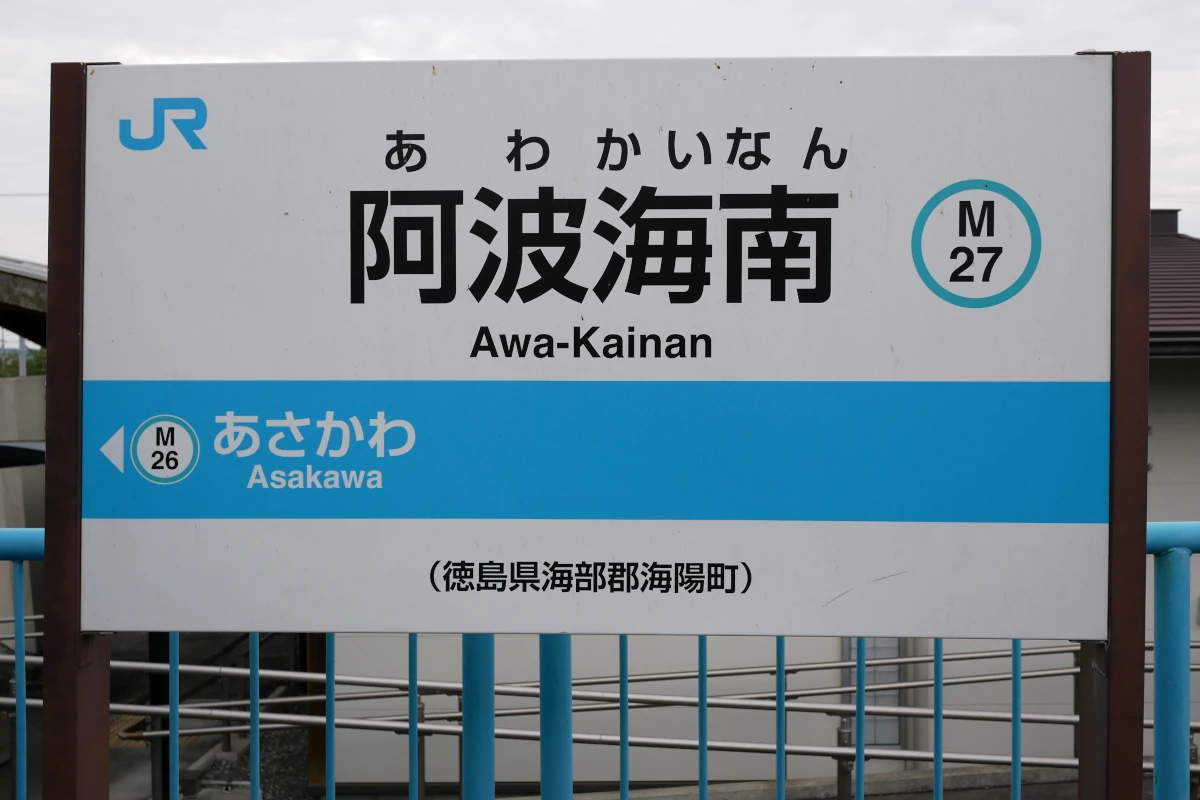 JR
あわかいなん
阿波海南
M
27
Awa-Kainan
M
26
あさかわ
Asakawa
(徳島県海部郡海陽町)